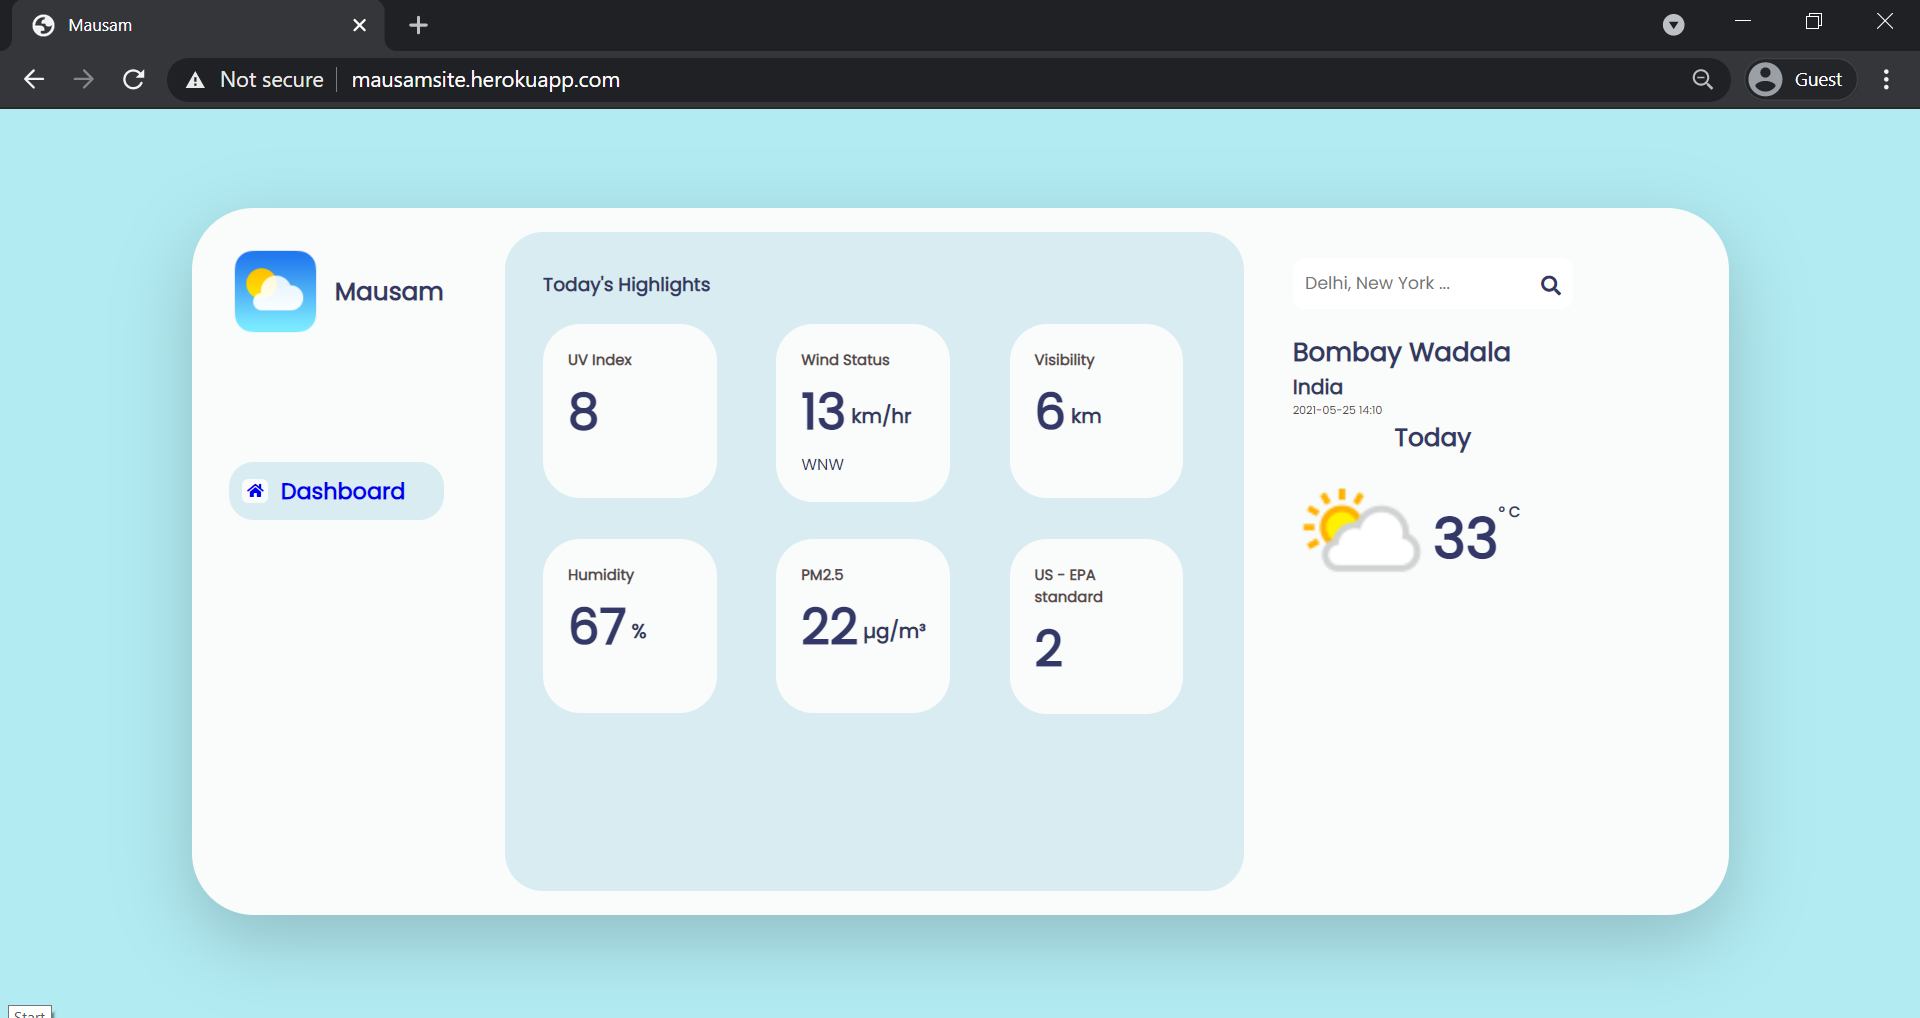 Mausam
Not secure
mausamsite.herokuapp.com
Guest
Mausam
Dashboard
Today's Highlights
UV Index
8
Wind Status
13 km/hr
WNW
Visibility
6 km
Humidity
67 %
PM2.5
22 µg/m³
US - EPA
standard
2
Delhi, New York ...
Bombay Wadala
India
2021-05-25 14:10
Today
33 °C
Start